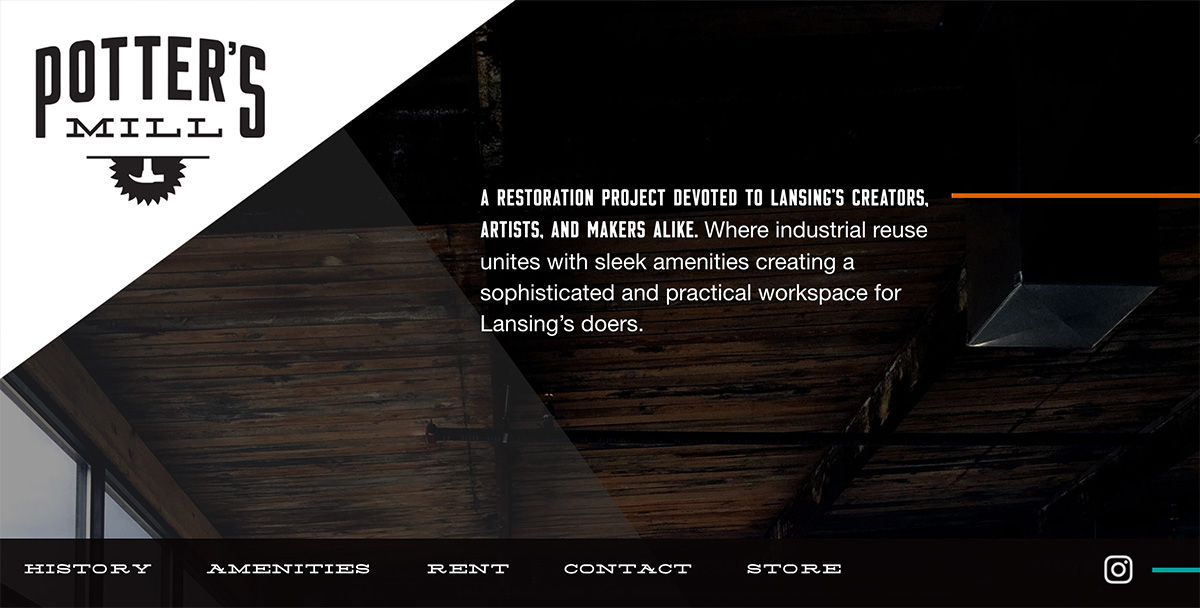 POTTER'S
MILL
A RESTORATION PROJECT DEVOTED TO LANSING'S CREATORS,
ARTISTS, AND MAKERS ALIKE. Where industrial reuse
unites with sleek amenities creating a
sophisticated and practical workspace for
Lansing’s doers.
HISTORY AMENITIES RENT CONTACT STORE